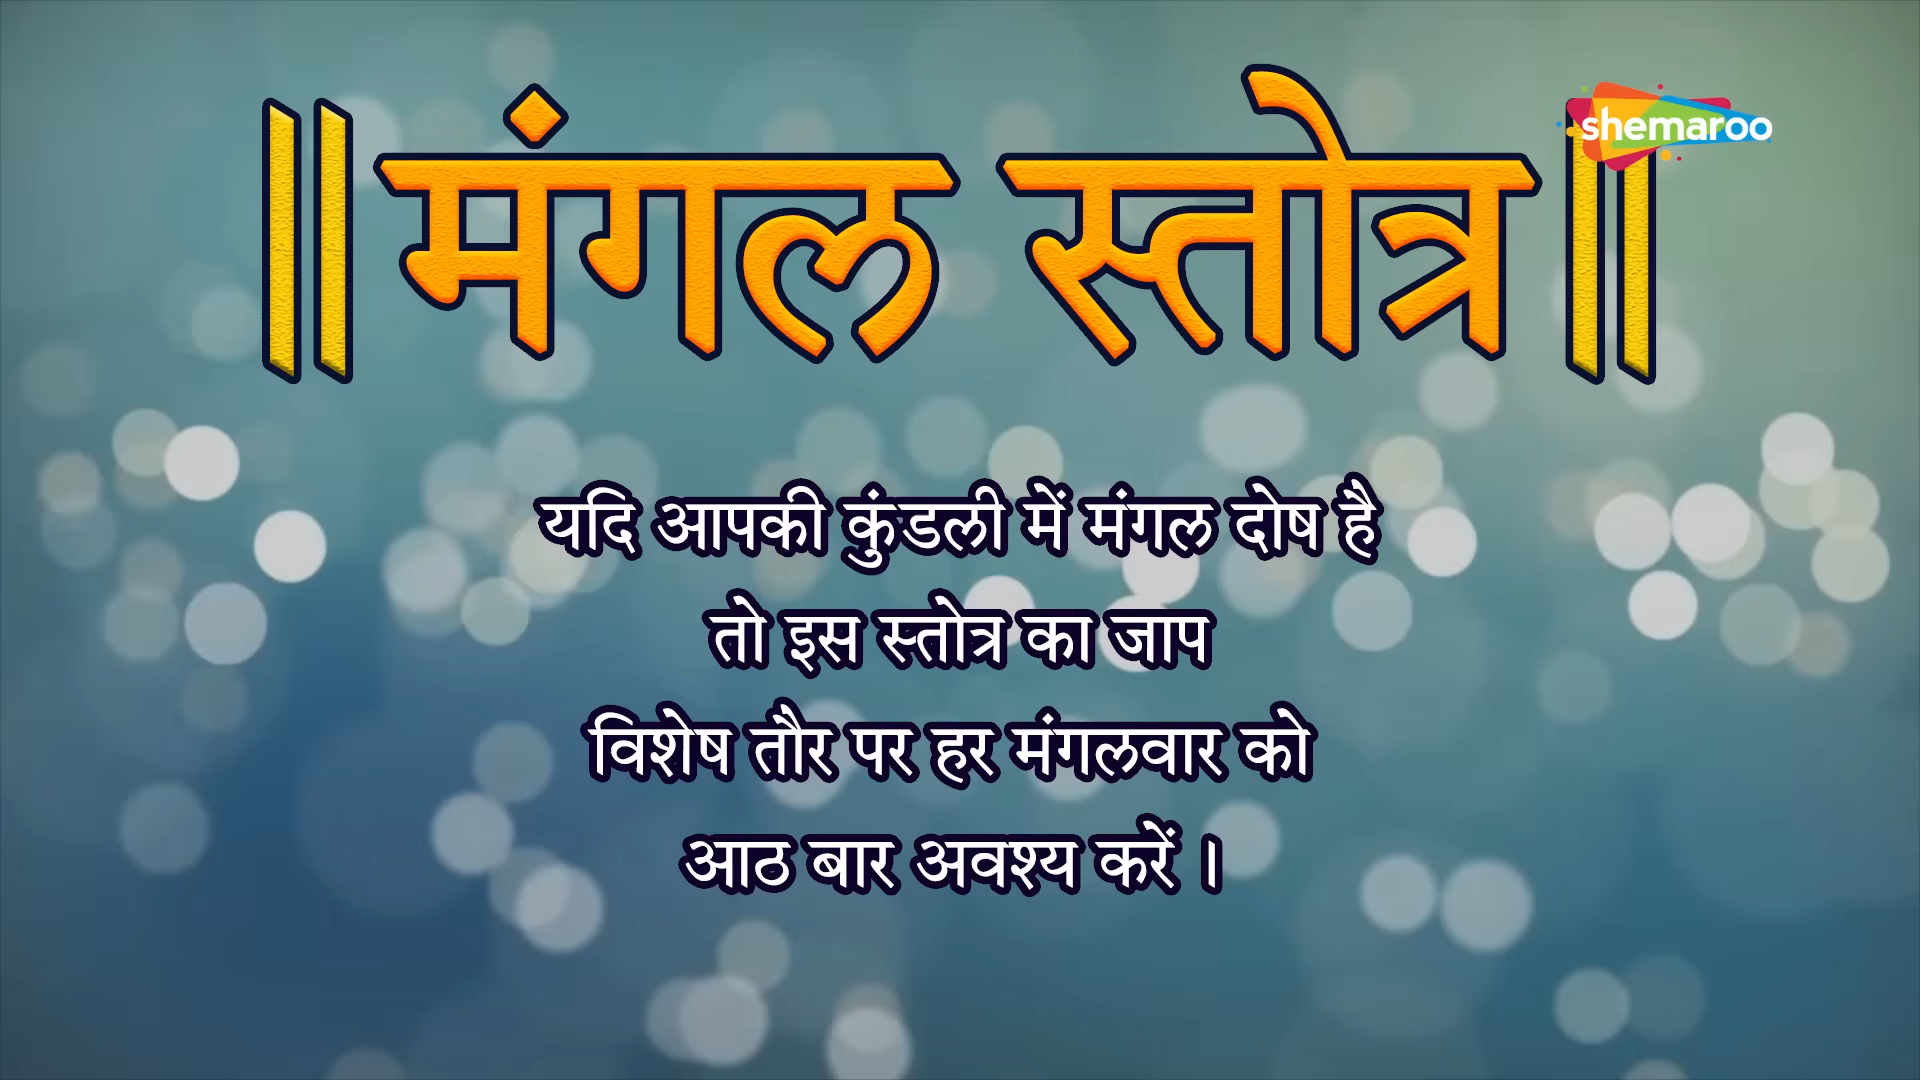 ॥ मंगल स्तोत्र ॥
shemaroo
यदि आपकी कुंडली में मंगल दोष है
तो इस स्तोत्र का जाप
विशेष तौर पर हर मंगलवार को
आठ बार अवश्य करें ।